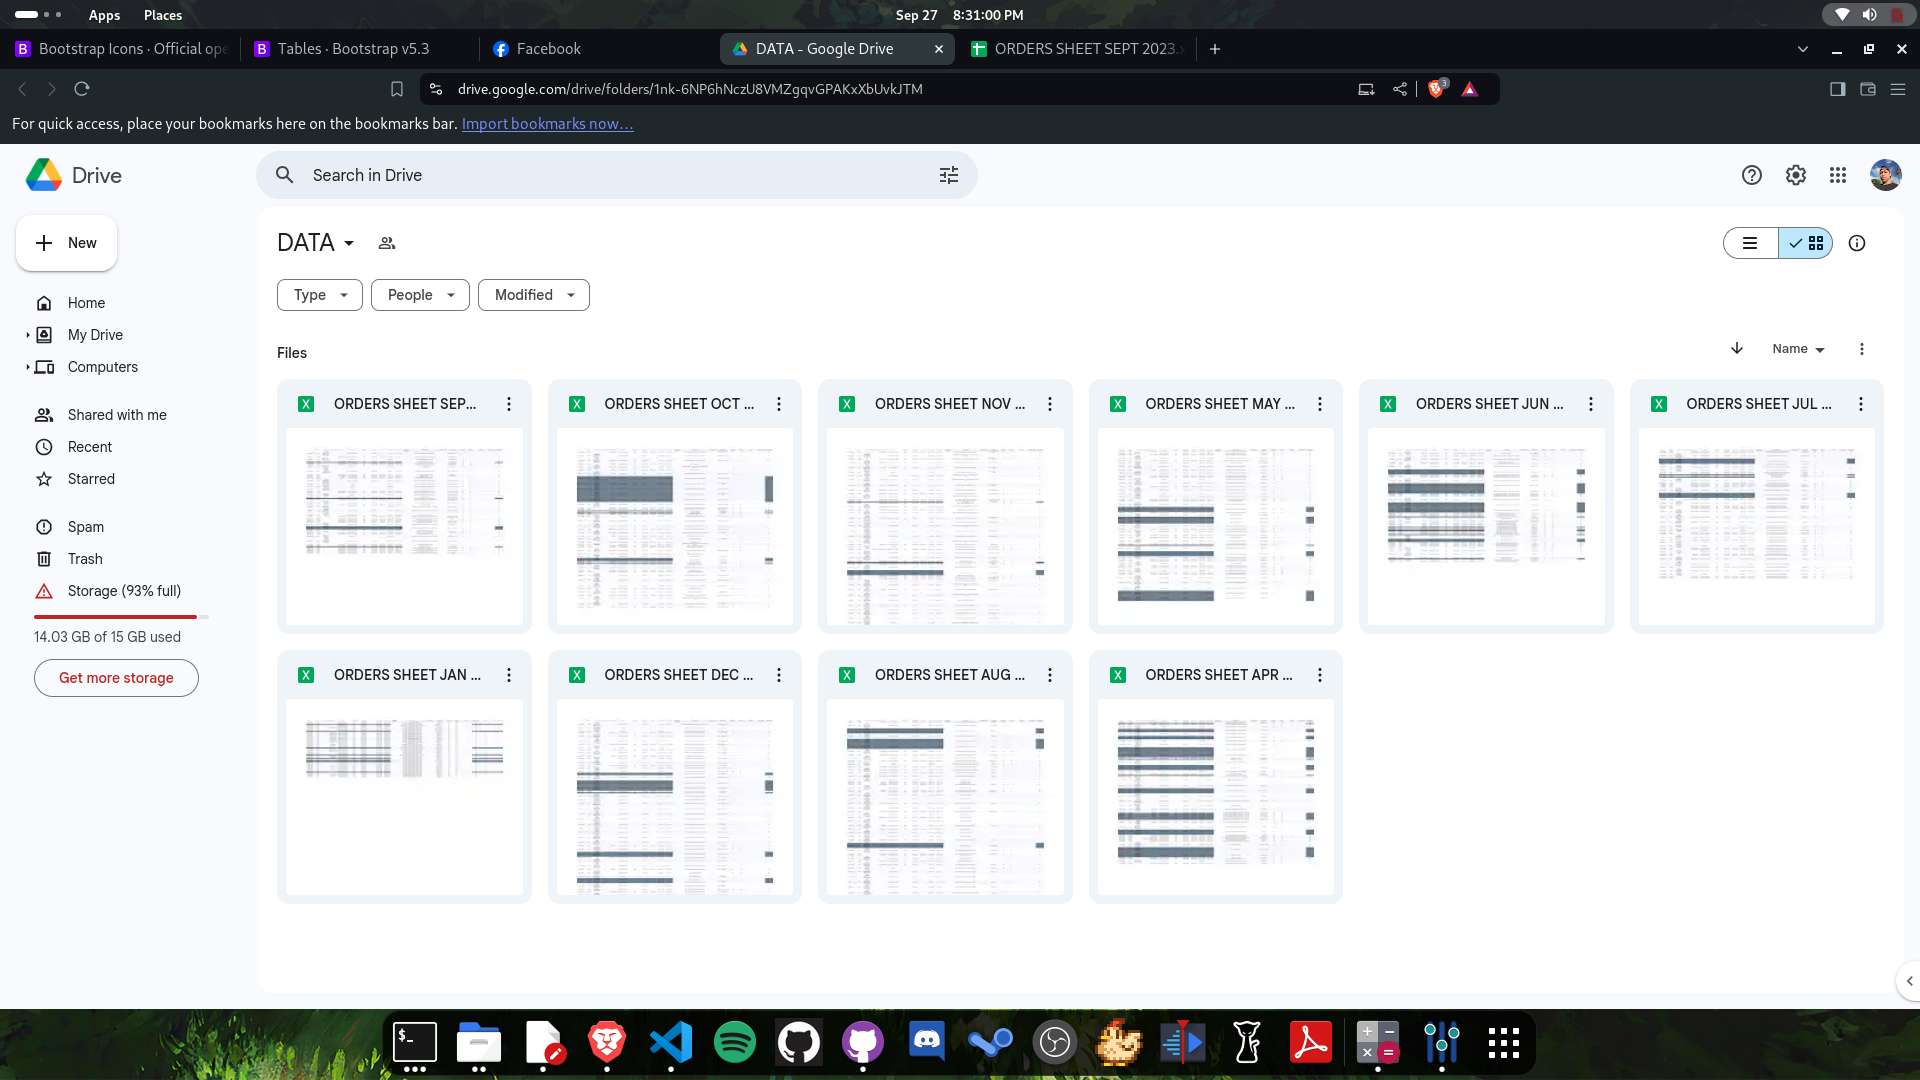 Apps Places Sep 27 8:31:00 PM
Bootstrap Icons · Official ope Tables · Bootstrap v5.3 Facebook DATA - Google Drive ORDERS SHEET SEPT 2023.x
drive.google.com/drive/folders/1nk-6NP6hNczU8VMZgqvGPAKxXbUvkJTM 3
For quick access, place your bookmarks here on the bookmarks bar. Import bookmarks now...
Drive
Search in Drive
New
Home
My Drive
Computers
Shared with me
Recent
Starred
Spam
Trash
Storage (93% full)
14.03 GB of 15 GB used
Get more storage
DATA
Type People Modified
Files Name
ORDERS SHEET SEP... ORDERS SHEET OCT ... ORDERS SHEET NOV ... ORDERS SHEET MAY ... ORDERS SHEET JUN ... ORDERS SHEET JUL ...
ORDERS SHEET JAN ... ORDERS SHEET DEC ... ORDERS SHEET AUG ... ORDERS SHEET APR ...